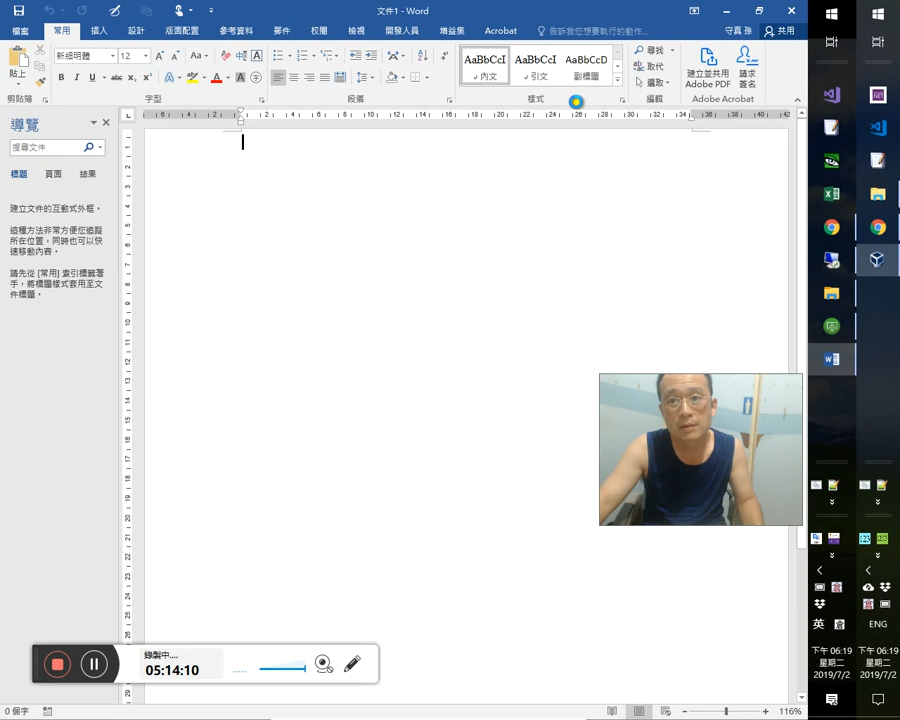 文件1 - Word
檔案 常用 插入 設計 版面配置 參考資料 郵件 校閱 檢視 開發人員 增益集 Acrobat 告訴我您想要執行的動作... 守真 孫 共用
貼上
新細明體 12
AaBbCcI AaBbCcI AaBbCcD
內文 引文 副標題
尋找
取代
選取
建立並共用 Adobe PDF
請求 簽名
剪貼簿 字型 段落 樣式 編輯 Adobe Acrobat
導覽
搜尋文件
標題 頁面 結果
建立文件的互動式外框。
這種方法非常方便您追蹤
所在位置,同時也可以快
速移動內容。
請先從 [常用] 索引標籤著
手,將標題樣式套用至文
件標題。
錄製中....
05:14:10
0 個字
116%
英
ENG
下午 06:19
星期二
2019/7/2
下午 06:19
星期二
2019/7/2